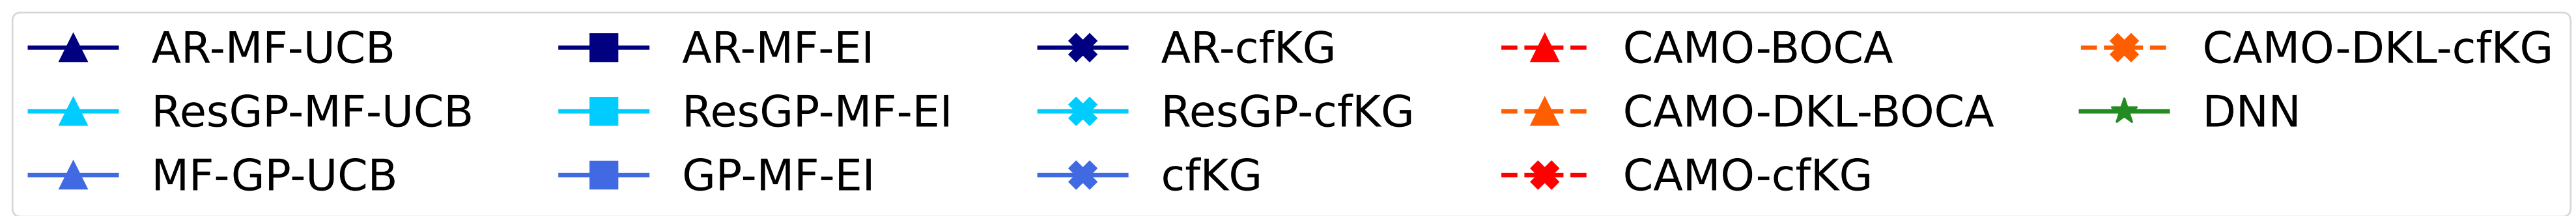 AR-MF-UCB AR-MF-EI AR-cfKG CAMO-BOCA CAMO-DKL-cfKG
ResGP-MF-UCB ResGP-MF-EI ResGP-cfKG CAMO-DKL-BOCA DNN
MF-GP-UCB GP-MF-EI cfKG CAMO-cfKG